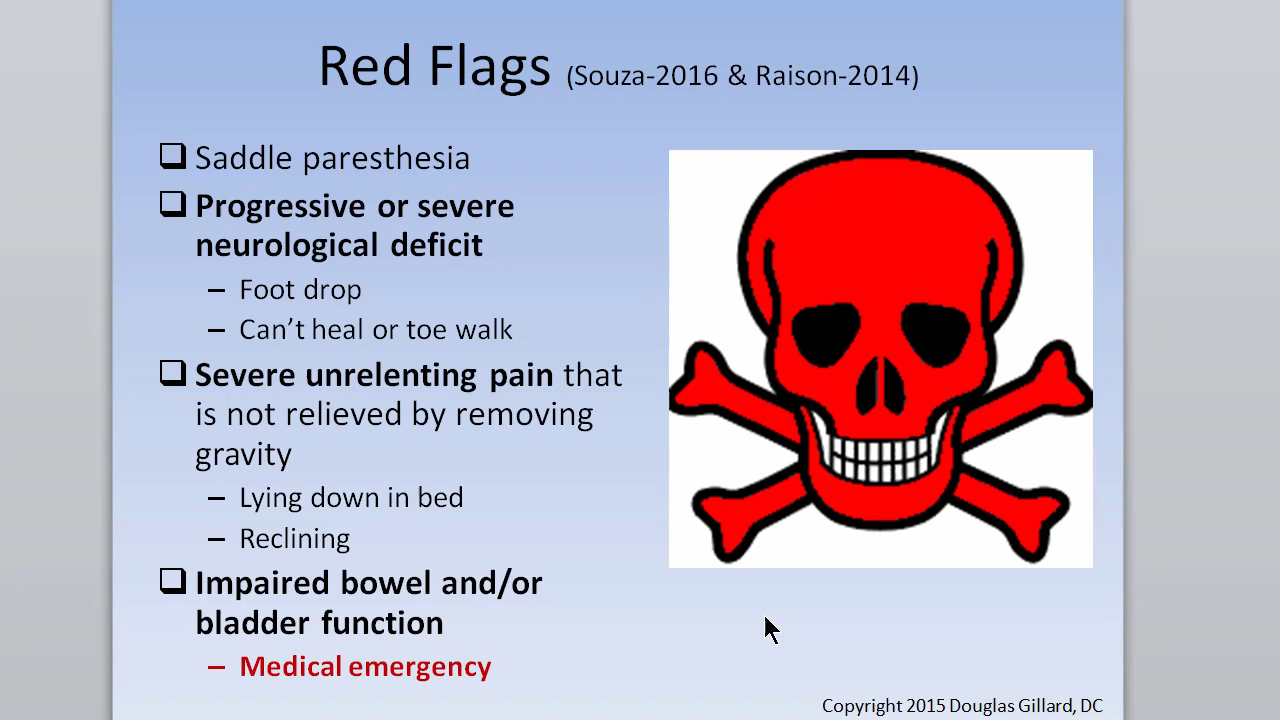 Red Flags (Souza-2016 & Raison-2014)
Saddle paresthesia
Progressive or severe
neurological deficit
– Foot drop
– Can't heal or toe walk
Severe unrelenting pain that
is not relieved by removing
gravity
– Lying down in bed
– Reclining
Impaired bowel and/or
bladder function
– Medical emergency
Copyright 2015 Douglas Gillard, DC